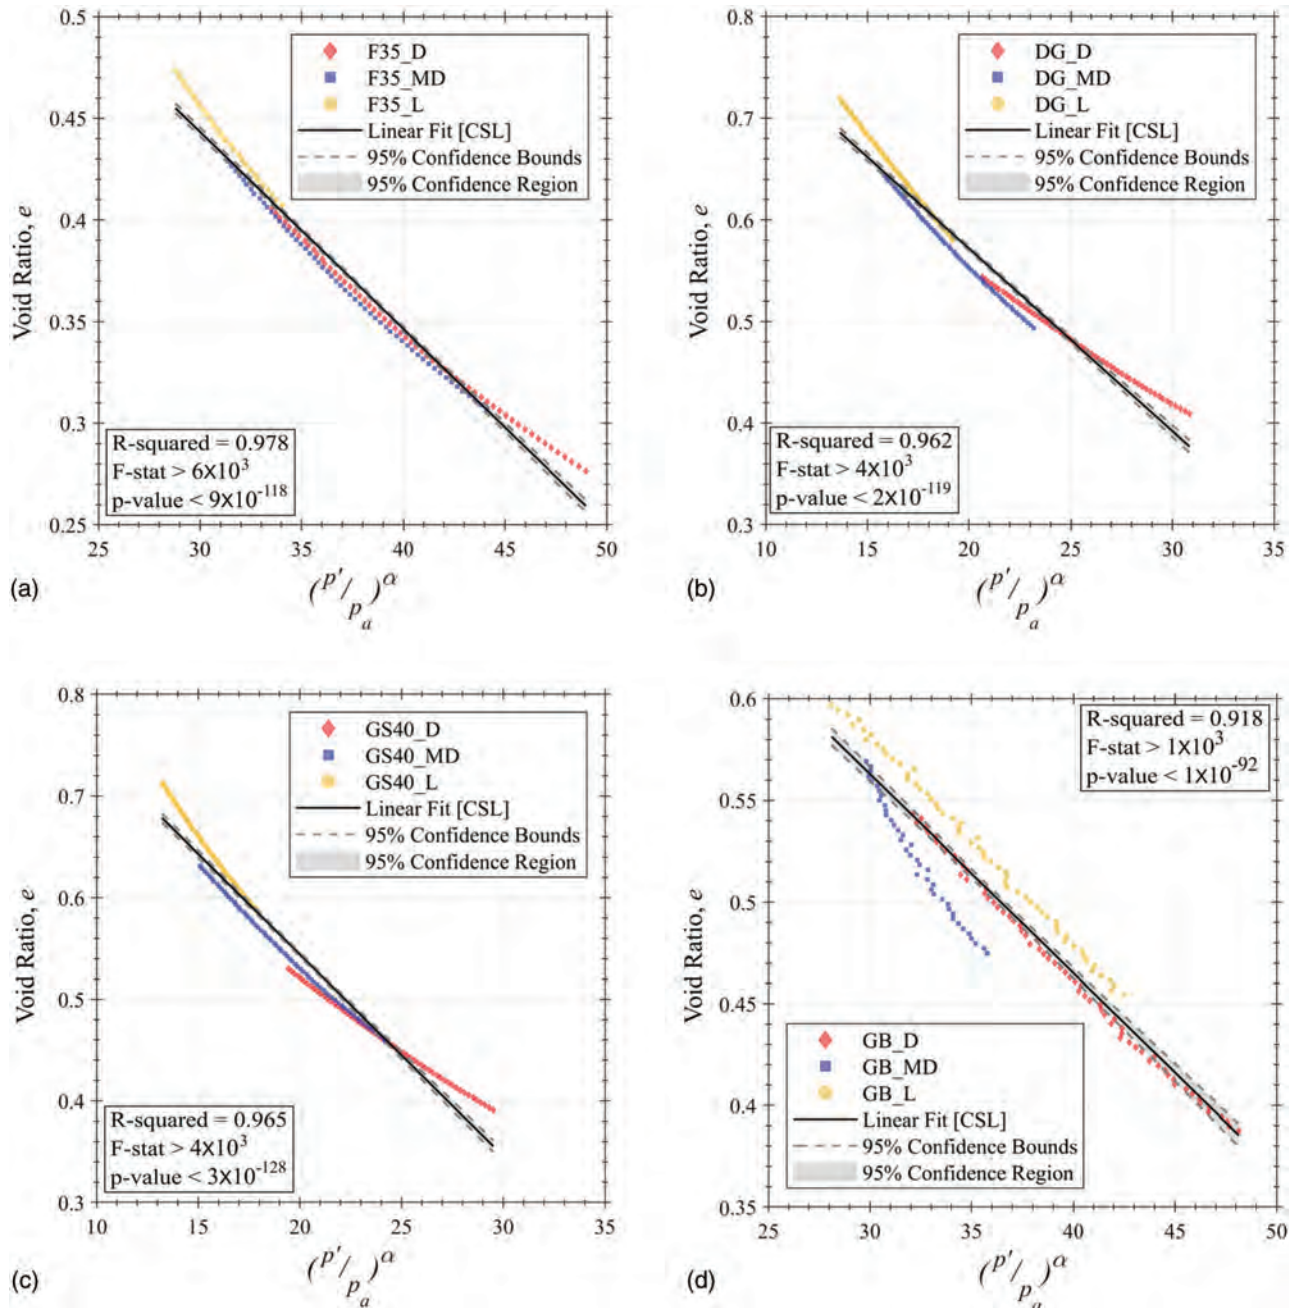 0.5
0.45
0.4
0.35
0.3
0.25
25 30 35 40 45 50
Void Ratio, e
F35_D
F35_MD
F35_L
Linear Fit [CSL]
95% Confidence Bounds
95% Confidence Region
R-squared = 0.978
F-stat > 6X10^3
p-value < 9X10^-118
(a)
(p'/p_a)^α
0.8
0.7
0.6
0.5
0.4
0.3
10 15 20 25 30 35
Void Ratio, e
DG_D
DG_MD
DG_L
Linear Fit [CSL]
95% Confidence Bounds
95% Confidence Region
R-squared = 0.962
F-stat > 4X10^3
p-value < 2X10^-119
(b)
(p'/p_a)^α
0.8
0.7
0.6
0.5
0.4
0.3
10 15 20 25 30 35
Void Ratio, e
GS40_D
GS40_MD
GS40_L
Linear Fit [CSL]
95% Confidence Bounds
95% Confidence Region
R-squared = 0.965
F-stat > 4X10^3
p-value < 3X10^-128
(c)
(p'/p_a)^α
0.6
0.55
0.5
0.45
0.4
0.35
25 30 35 40 45 50
Void Ratio, e
R-squared = 0.918
F-stat > 1X10^3
p-value < 1X10^-92
GB_D
GB_MD
GB_L
Linear Fit [CSL]
95% Confidence Bounds
95% Confidence Region
(d)
(p'/p_a)^α